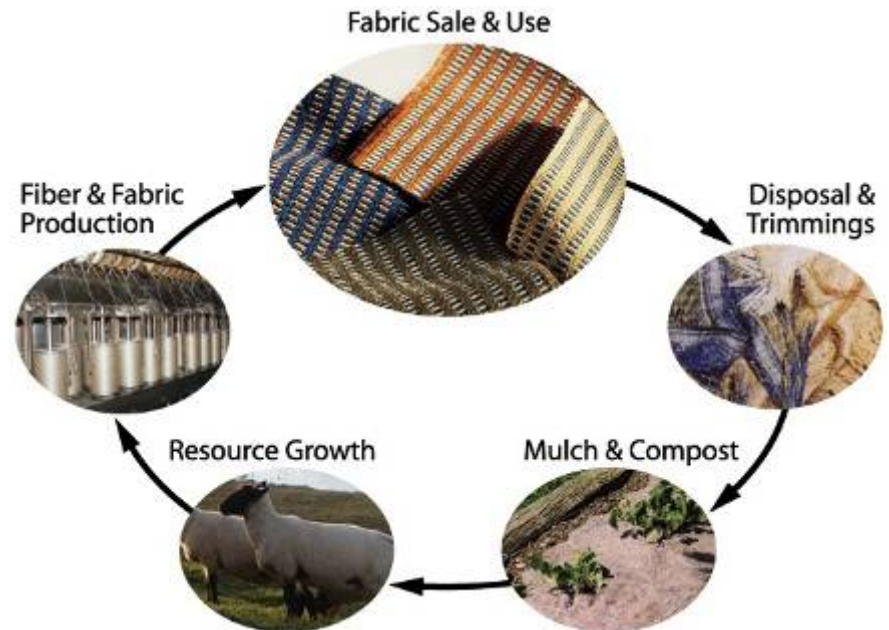 Fabric Sale & Use
Fiber & Fabric
Production
Disposal &
Trimmings
Resource Growth
Mulch & Compost